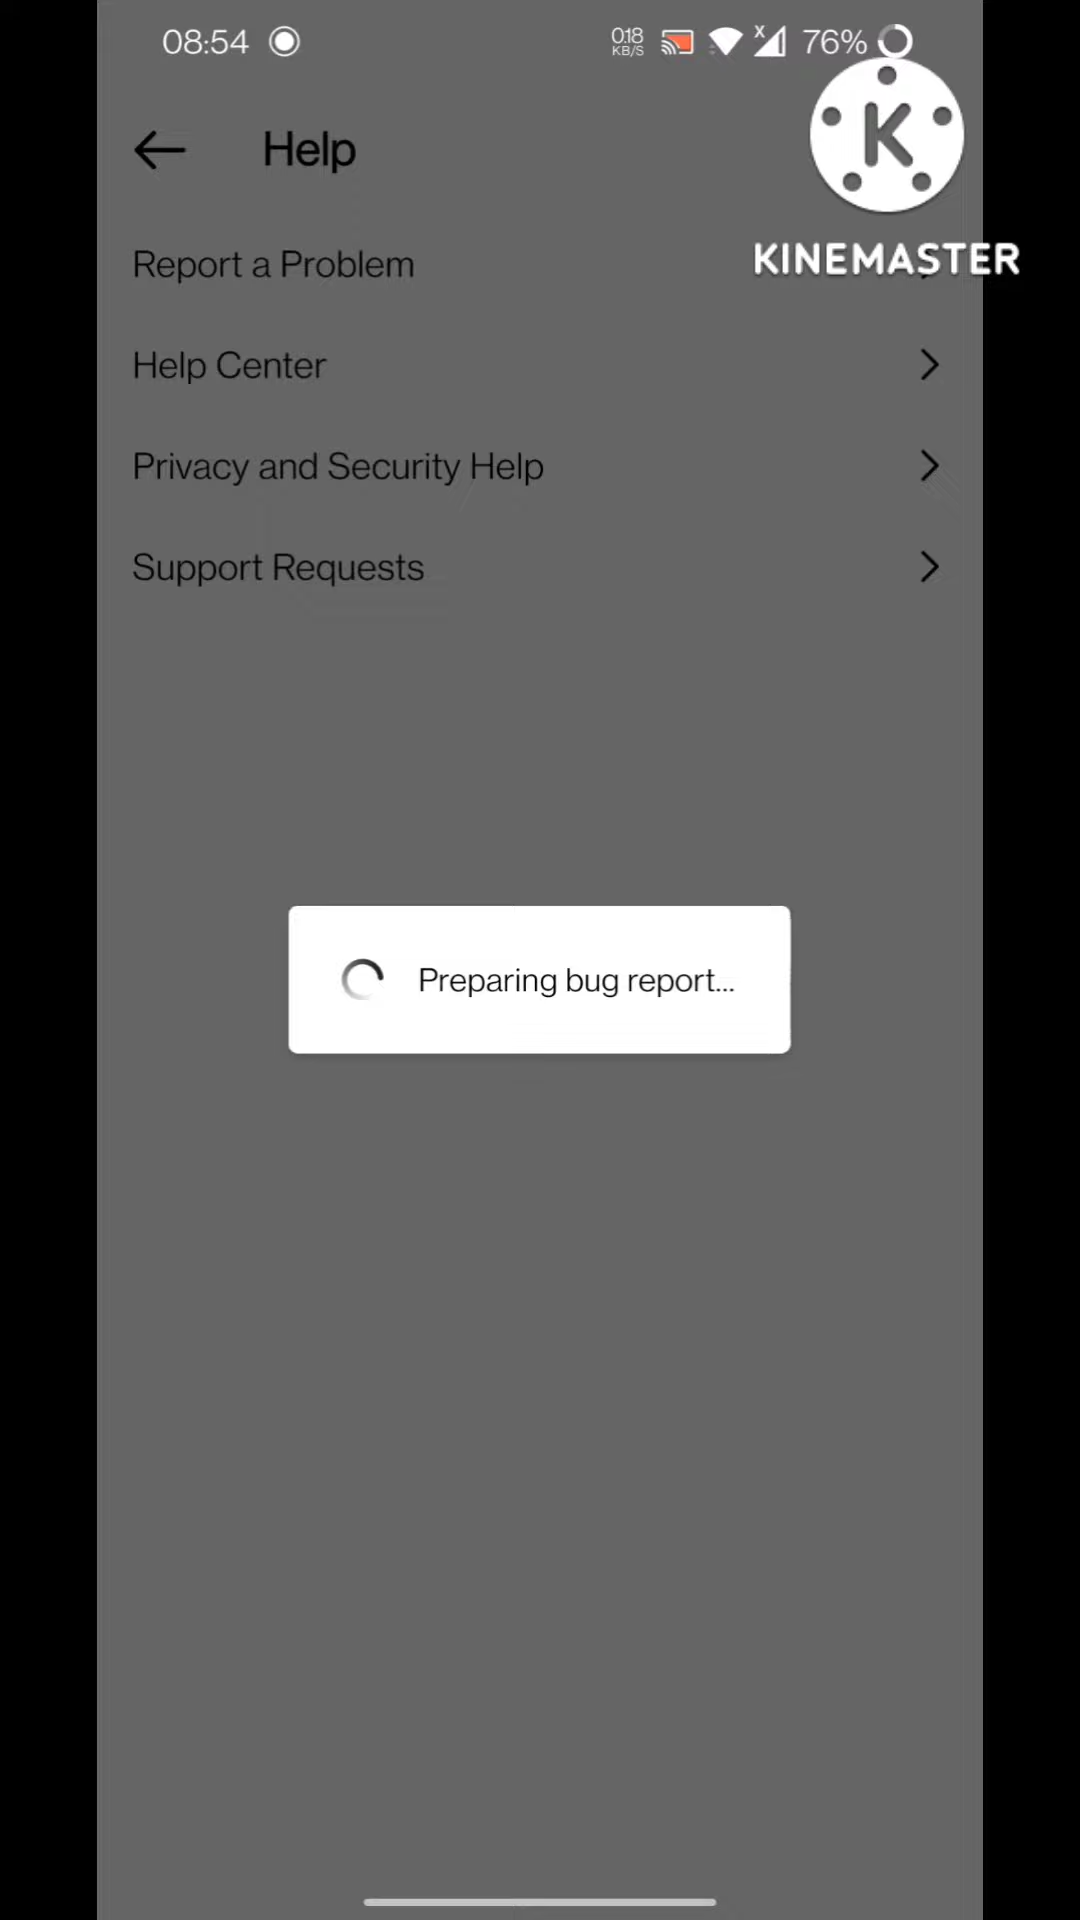 08:54
0.18
KB/S
X
76%
Help
K
KINEMASTER
Report a Problem
Help Center
Privacy and Security Help
Support Requests
Preparing bug report...